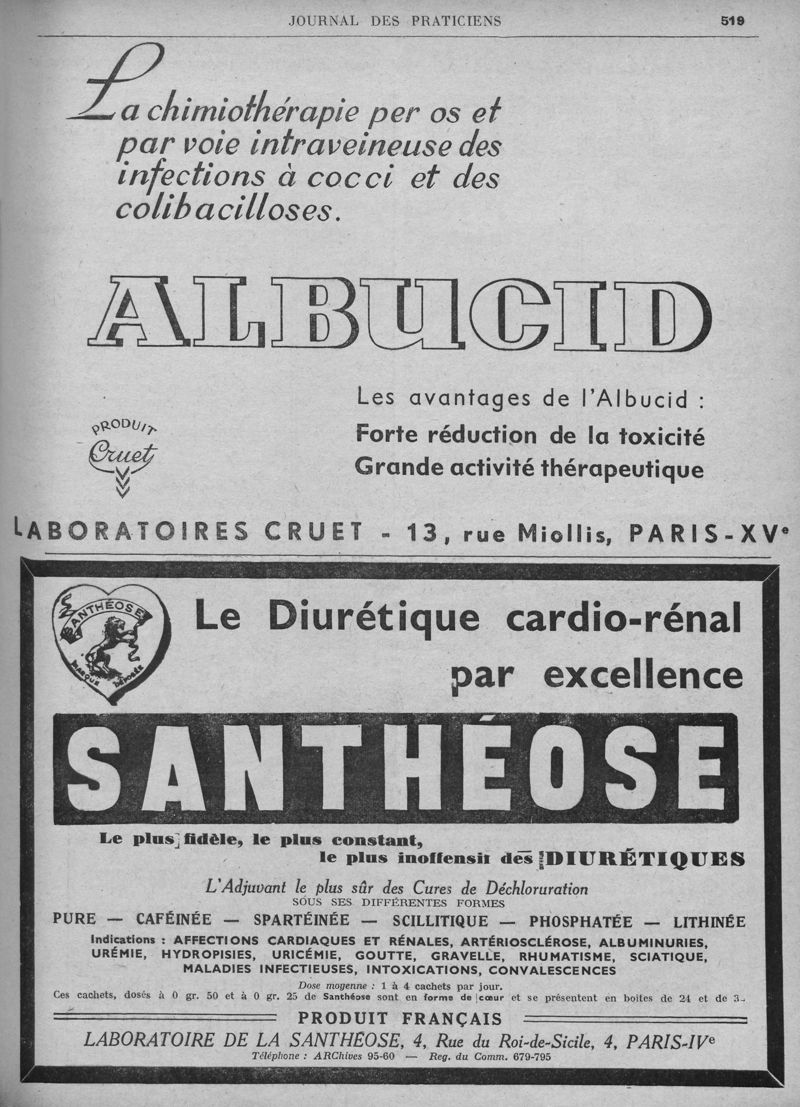 JOURNAL DES PRATICIENS
519
La chimiothérapie per os et
par voie intraveineuse des
infections à cocci et des
colibacilloses.
ALBUCID
Les avantages de l'Albucid :
PRODUIT
Cruet
Forte réduction de la toxicité
Grande activité thérapeutique
LABORATOIRES CRUET - 13, rue Miollis, PARIS-XVe
SANTHÉOSE
MARQUE DÉPOSÉE
Le Diurétique cardio-rénal
par excellence
SANTHÉOSE
Le plus fidèle, le plus constant,
le plus inoffensif des DIURÉTIQUES
L'Adjuvant le plus sûr des Cures de Déchloruration
SOUS SES DIFFÉRENTES FORMES
PURE — CAFÉINÉE — SPARTÉINÉE — SCILLITIQUE — PHOSPHATÉE — LITHINÉE
Indications : AFFECTIONS CARDIAQUES ET RÉNALES, ARTÉRIOSCLÉROSE, ALBUMINURIES,
URÉMIE, HYDROPISIES, URICÉMIE, GOUTTE, GRAVELLE, RHUMATISME, SCIATIQUE,
MALADIES INFECTIEUSES, INTOXICATIONS, CONVALESCENCES
Dose moyenne : 1 à 4 cachets par jour.
Ces cachets, dosés à 0 gr. 50 et à 0 gr. 25 de Santhéose sont en forme de cœur et se présentent en boîtes de 24 et de
PRODUIT FRANÇAIS
LABORATOIRE DE LA SANTHÉOSE, 4, Rue du Roi-de-Sicile, 4, PARIS-IVe
Téléphone : ARChives 95-60 — Reg. du Comm. 679-795